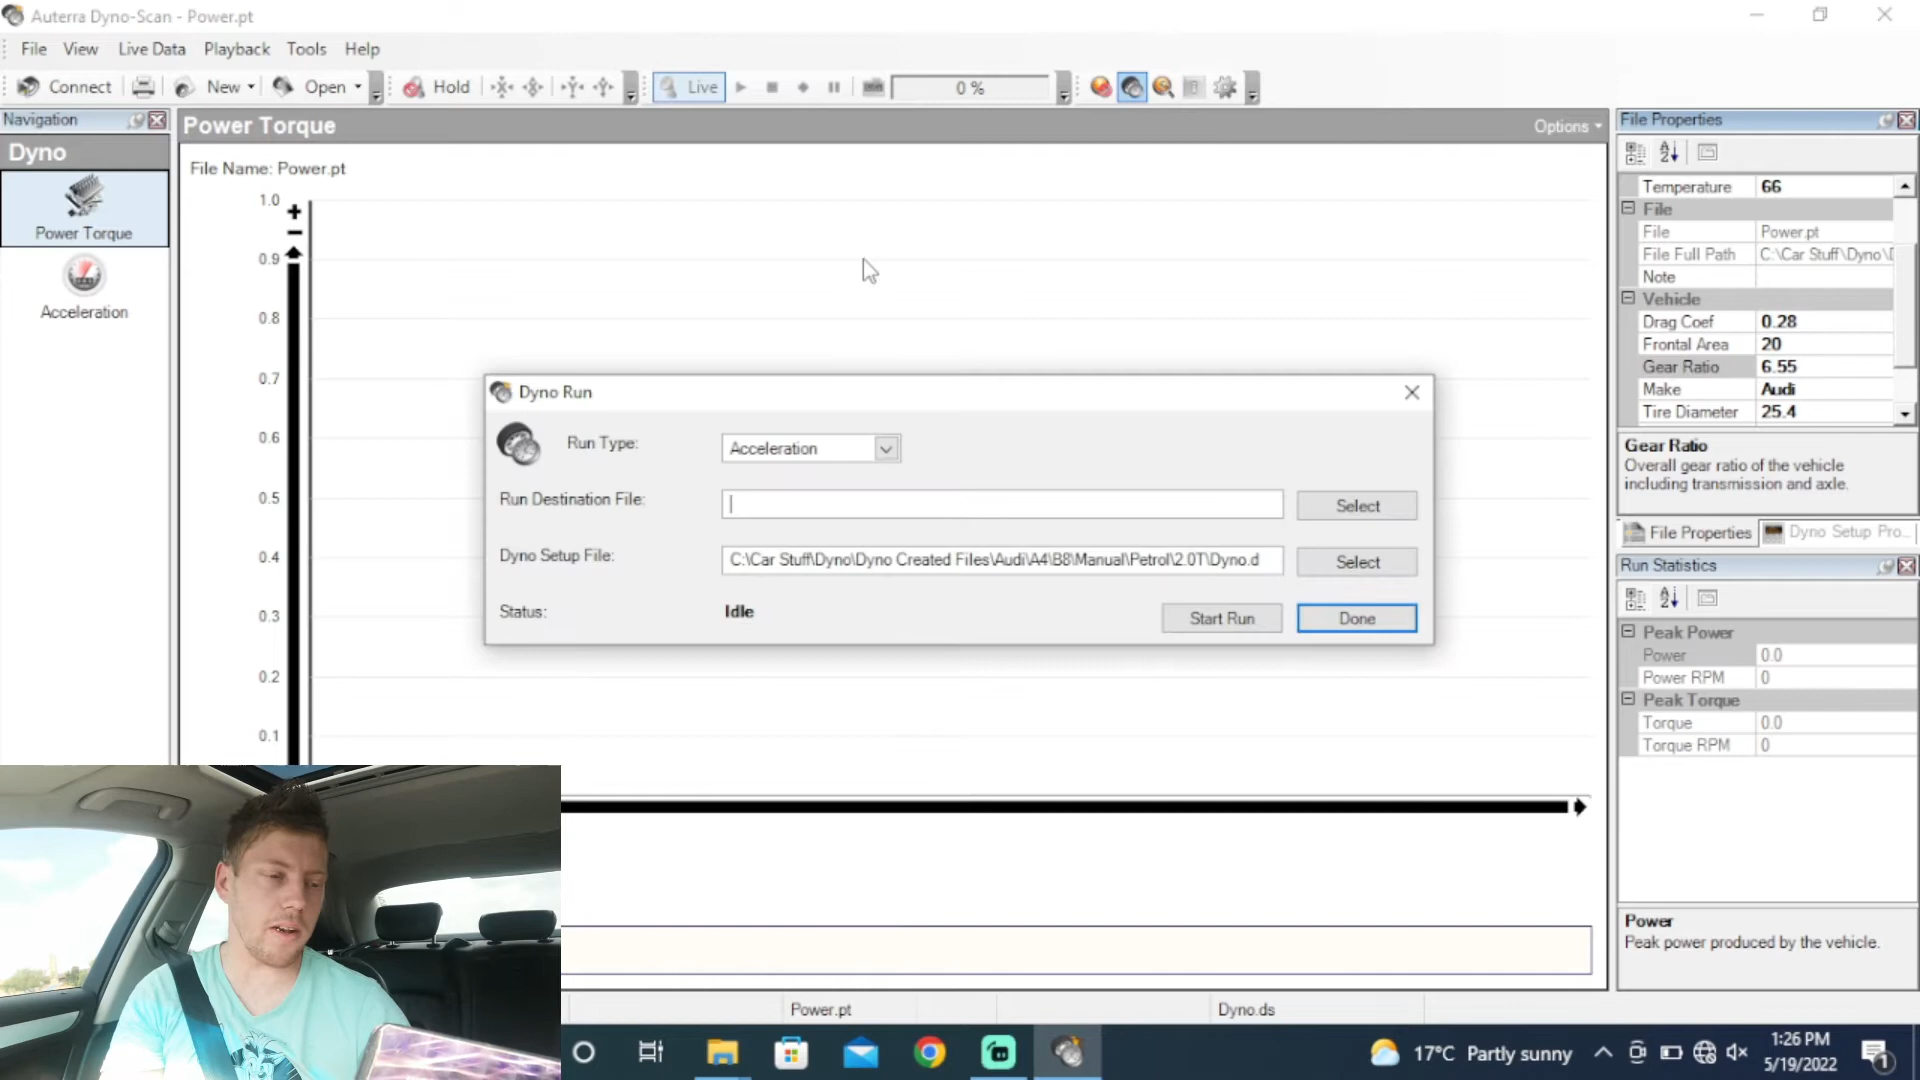 Auterra Dyno-Scan - Power.pt
File View Live Data Playback Tools Help
Connect New Open Hold Live 0 %
Navigation
Dyno
Power Torque
Acceleration
Power Torque
Options
File Name: Power.pt
1.0
0.9
0.8
0.7
0.6
0.5
0.4
0.3
0.2
0.1
Dyno Run
Run Type: Acceleration
Run Destination File: Select
Dyno Setup File: C:\Car Stuff\Dyno\Dyno Created Files\Audi\A4\B8\Manual\Petrol\2.0T\Dyno.d Select
Status: Idle Start Run Done
File Properties
Temperature 66
File
File Power.pt
File Full Path C:\Car Stuff\Dyno\
Note
Vehicle
Drag Coef 0.28
Frontal Area 20
Gear Ratio 6.55
Make Audi
Tire Diameter 25.4
Gear Ratio
Overall gear ratio of the vehicle
including transmission and axle.
File Properties Dyno Setup Pro...
Run Statistics
Peak Power
Power 0.0
Power RPM 0
Peak Torque
Torque 0.0
Torque RPM 0
Power
Peak power produced by the vehicle.
Power.pt Dyno.ds
17°C Partly sunny
1:26 PM
5/19/2022
1